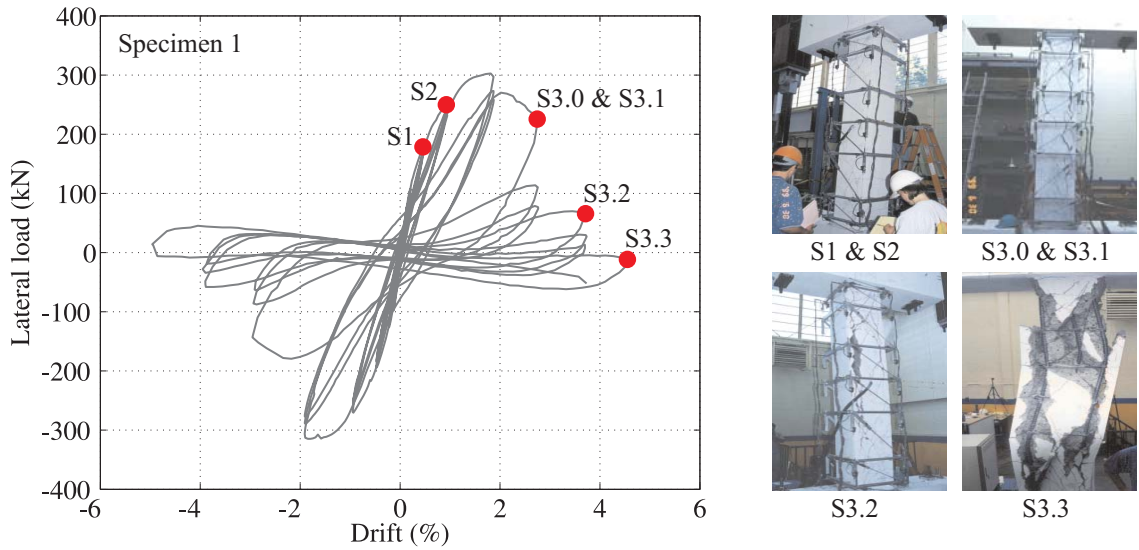 Specimen 1
Lateral load (kN)
400
300
200
100
0
-100
-200
-300
-400
-6
-4
-2
0
2
4
6
Drift (%)
S1
S2
S3.0 & S3.1
S3.2
S3.3
S1 & S2
S3.0 & S3.1
S3.2
S3.3